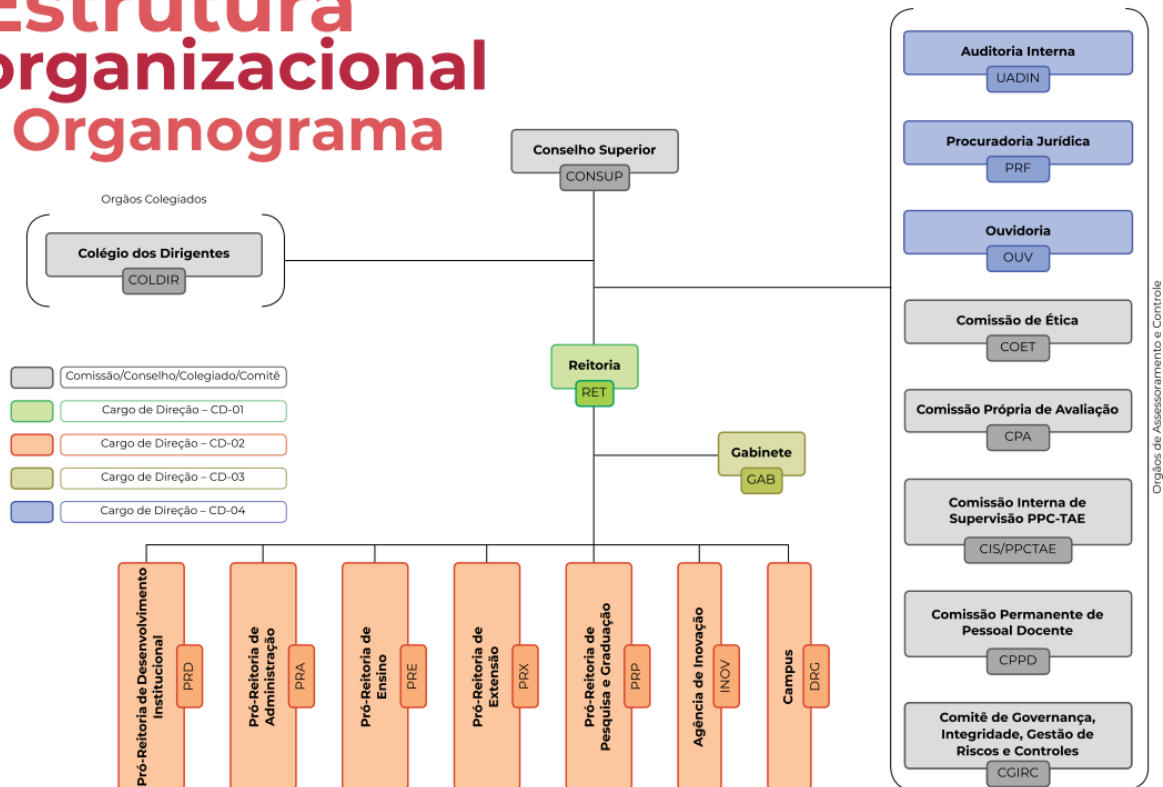 Estrutura
organizacional
Organograma
Orgãos Colegiados
Colégio dos Dirigentes
COLDIR
Conselho Superior
CONSUP
Reitoria
RET
Gabinete
GAB
Comissão/Conselho/Colegiado/Comitê
Cargo de Direção – CD-01
Cargo de Direção – CD-02
Cargo de Direção – CD-03
Cargo de Direção – CD-04
Pró-Reitoria de Desenvolvimento
Institucional
PRD
Pró-Reitoria de
Administração
PRA
Pró-Reitoria de
Ensino
PRE
Pró-Reitoria de
Extensão
PRX
Pró-Reitoria de
Pesquisa e Graduação
PRP
Agência de Inovação
INOV
Campus
DRG
Auditoria Interna
UADIN
Procuradoria Jurídica
PRF
Ouvidoria
OUV
Comissão de Ética
COET
Comissão Própria de Avaliação
CPA
Comissão Interna de
Supervisão PPC-TAE
CIS/PPCTAE
Comissão Permanente de
Pessoal Docente
CPPD
Comitê de Governança,
Integridade, Gestão de
Riscos e Controles
CGIRC
Orgãos de Assessoramento e Controle